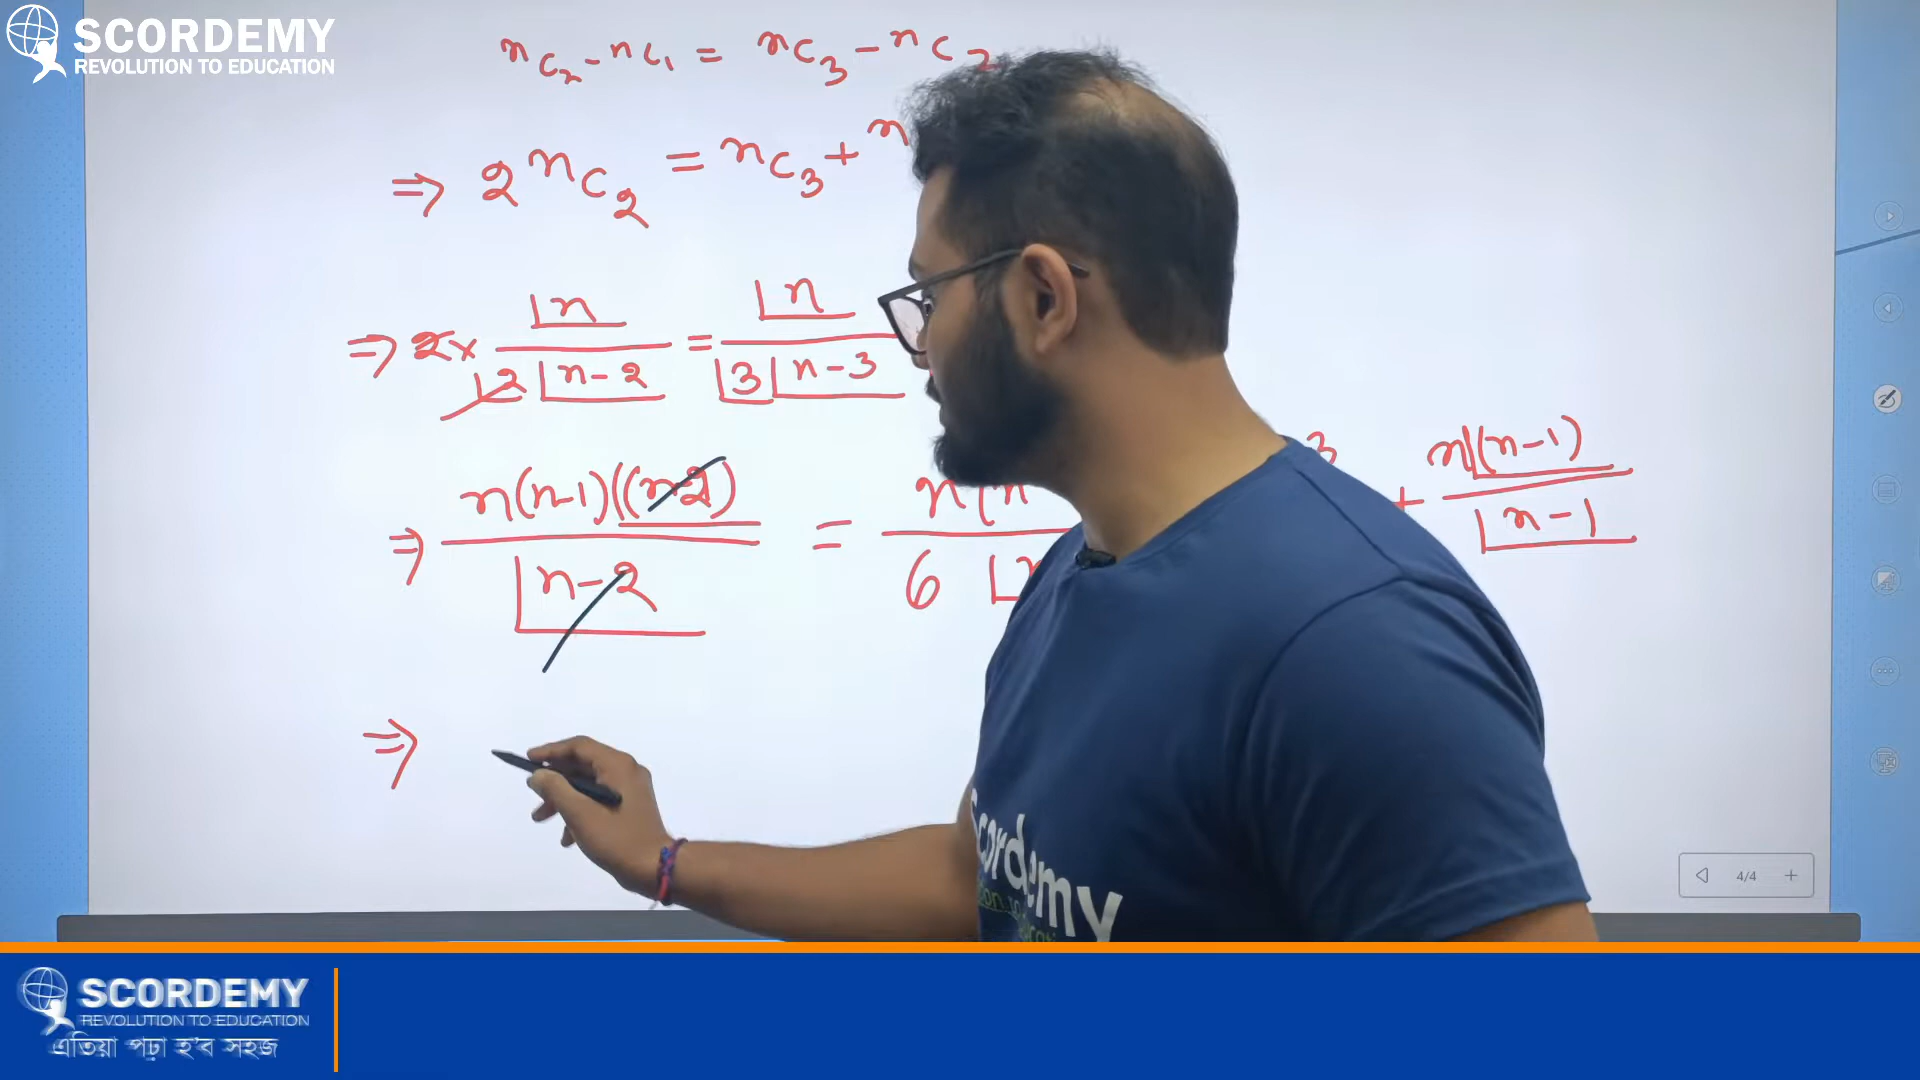 SCORDEMY
REVOLUTION TO EDUCATION
ⁿC₂ - ⁿC₁ = ⁿC₃ - ⁿC₂
⇒ 2 ⁿC₂ = ⁿC₃ + ⁿ
⇒ 2 × |n / |2 |n-2 = |n / |3 |n-3
⇒ n(n-1)|(n-2) / |n-2 = n(n / 6 |n + n|(n-1) / |n-1
⇒
Scordemy
4/4
SCORDEMY
REVOLUTION TO EDUCATION
এতিয়া পঢ়া হ'ব সহজ